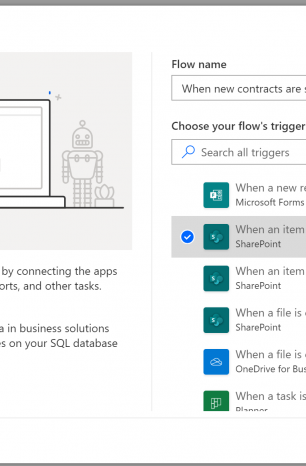 by connecting the apps
orts, and other tasks.
a in business solutions
es on your SQL database
Flow name
When new contracts are s
Choose your flow's trigger
Search all triggers
When a new re
Microsoft Forms
When an item
SharePoint
When an item
SharePoint
When a file is c
SharePoint
When a file is c
OneDrive for Bus
When a task is
Planner